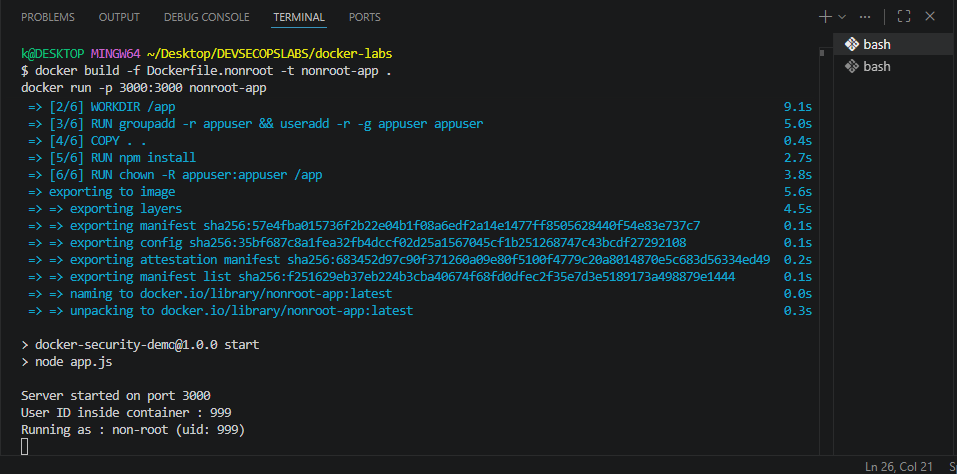 PROBLEMS OUTPUT DEBUG CONSOLE TERMINAL PORTS
bash
bash
k@DESKTOP MINGW64 ~/Desktop/DEVSECOPSLABS/docker-labs
$ docker build -f Dockerfile.nonroot -t nonroot-app .
docker run -p 3000:3000 nonroot-app
=> [2/6] WORKDIR /app 9.1s
=> [3/6] RUN groupadd -r appuser && useradd -r -g appuser appuser 5.0s
=> [4/6] COPY . . 0.4s
=> [5/6] RUN npm install 2.7s
=> [6/6] RUN chown -R appuser:appuser /app 3.8s
=> exporting to image 5.6s
=> => exporting layers 4.5s
=> => exporting manifest sha256:57e4fba015736f2b22e04b1f08a6edf2a14e1477ff8505628440f54e83e737c7 0.1s
=> => exporting config sha256:35bf687c8a1fea32fb4dccf02d25a1567045cf1b251268747c43bcdf27292108 0.1s
=> => exporting attestation manifest sha256:683452d97c90f371260a09e80f5100f4779c20a8014870e5c683d56334ed49 0.2s
=> => exporting manifest list sha256:f251629eb37eb224b3cba40674f68fd0dfec2f35e7d3e5189173a498879e1444 0.1s
=> => naming to docker.io/library/nonroot-app:latest 0.0s
=> => unpacking to docker.io/library/nonroot-app:latest 0.3s
> docker-security-demo@1.0.0 start
> node app.js
Server started on port 3000
User ID inside container : 999
Running as : non-root (uid: 999)
Ln 26, Col 21